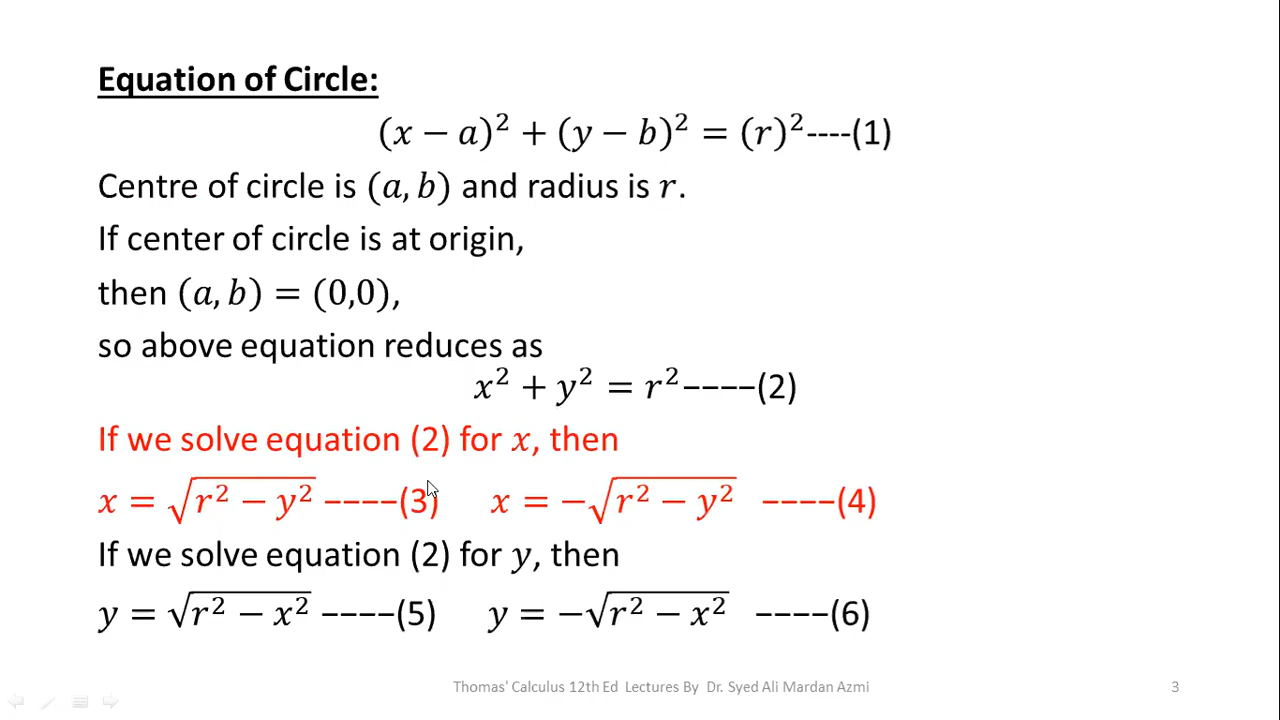 Equation of Circle:
(x − a)² + (y − b)² = (r)²----(1)
Centre of circle is (a, b) and radius is r.
If center of circle is at origin,
then (a, b) = (0,0),
so above equation reduces as
x² + y² = r²−−−−(2)
If we solve equation (2) for x, then
x = √(r² − y²) −−−−(3) x = −√(r² − y²) −−−−(4)
If we solve equation (2) for y, then
y = √(r² − x²) −−−−(5) y = −√(r² − x²) −−−−(6)
Thomas' Calculus 12th Ed Lectures By Dr. Syed Ali Mardan Azmi 3